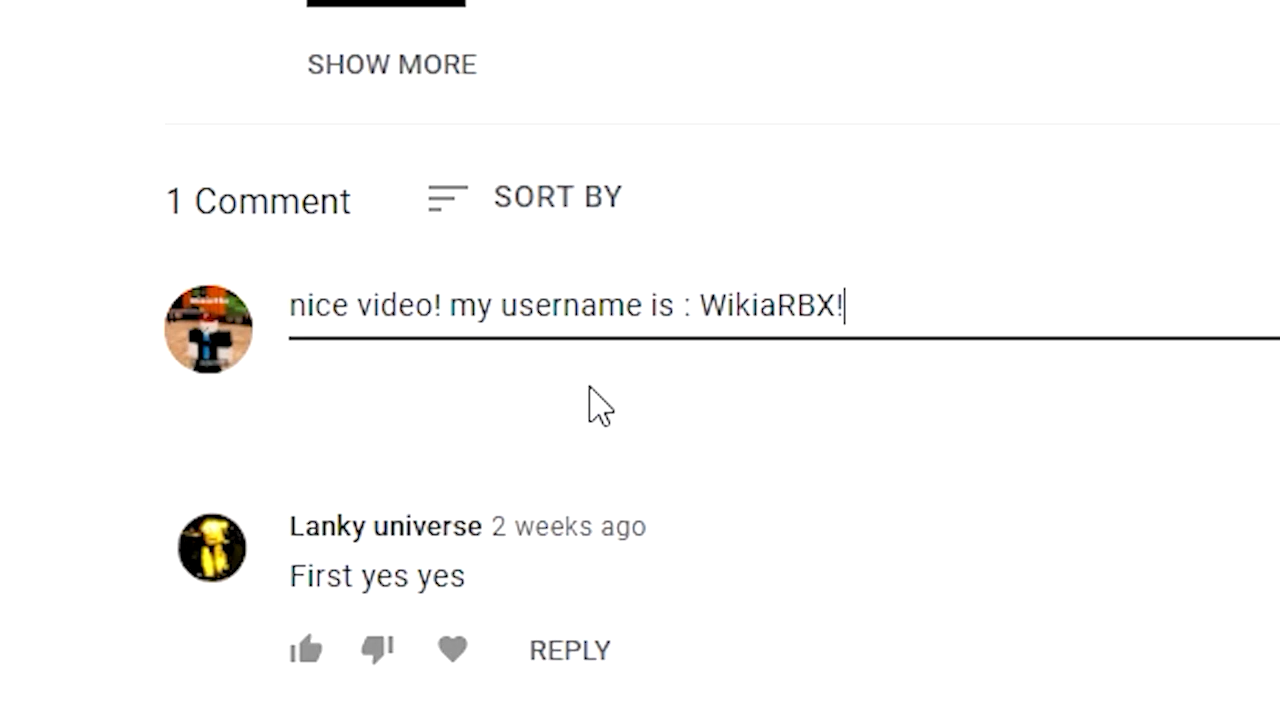 SHOW MORE
1 Comment
SORT BY
nice video! my username is : WikiaRBX!
Lanky universe 2 weeks ago
First yes yes
REPLY